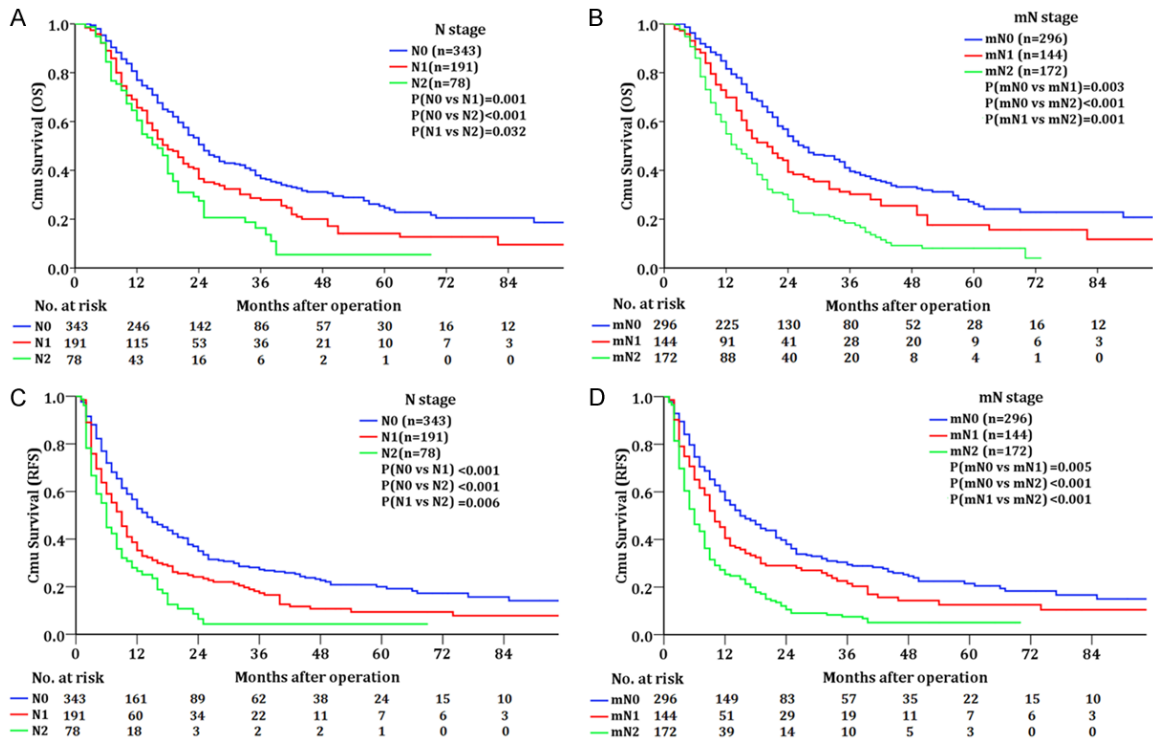 A
N stage
N0 (n=343)
N1 (n=191)
N2(n=78)
P(N0 vs N1)=0.001
P(N0 vs N2)<0.001
P(N1 vs N2)=0.032
Cmu Survival (OS)
1.0
0.8
0.6
0.4
0.2
0.0
0 12 24 36 48 60 72 84
No. at risk Months after operation
N0 343 246 142 86 57 30 16 12
N1 191 115 53 36 21 10 7 3
N2 78 43 16 6 2 1 0 0
B
mN stage
mN0 (n=296)
mN1 (n=144)
mN2 (n=172)
P(mN0 vs mN1)=0.003
P(mN0 vs mN2)<0.001
P(mN1 vs mN2)=0.001
Cmu Survival (OS)
1.0
0.8
0.6
0.4
0.2
0.0
0 12 24 36 48 60 72 84
No. at risk Months after operation
mN0 296 225 130 80 52 28 16 12
mN1 144 91 41 28 20 9 6 3
mN2 172 88 40 20 8 4 1 0
C
N stage
N0 (n=343)
N1(n=191)
N2(n=78)
P(N0 vs N1) <0.001
P(N0 vs N2) <0.001
P(N1 vs N2) =0.006
Cmu Survival (RFS)
1.0
0.8
0.6
0.4
0.2
0.0
0 12 24 36 48 60 72 84
No. at risk Months after operation
N0 343 161 89 62 38 24 15 10
N1 191 60 34 22 11 7 6 3
N2 78 18 3 2 2 1 0 0
D
mN stage
mN0 (n=296)
mN1 (n=144)
mN2 (n=172)
P(mN0 vs mN1)=0.005
P(mN0 vs mN2)<0.001
P(mN1 vs mN2)<0.001
Cmu Survival (RFS)
1.0
0.8
0.6
0.4
0.2
0.0
0 12 24 36 48 60 72 84
No. at risk Months after operation
mN0 296 149 83 57 35 22 15 10
mN1 144 51 29 19 11 7 6 3
mN2 172 39 14 10 5 3 0 0